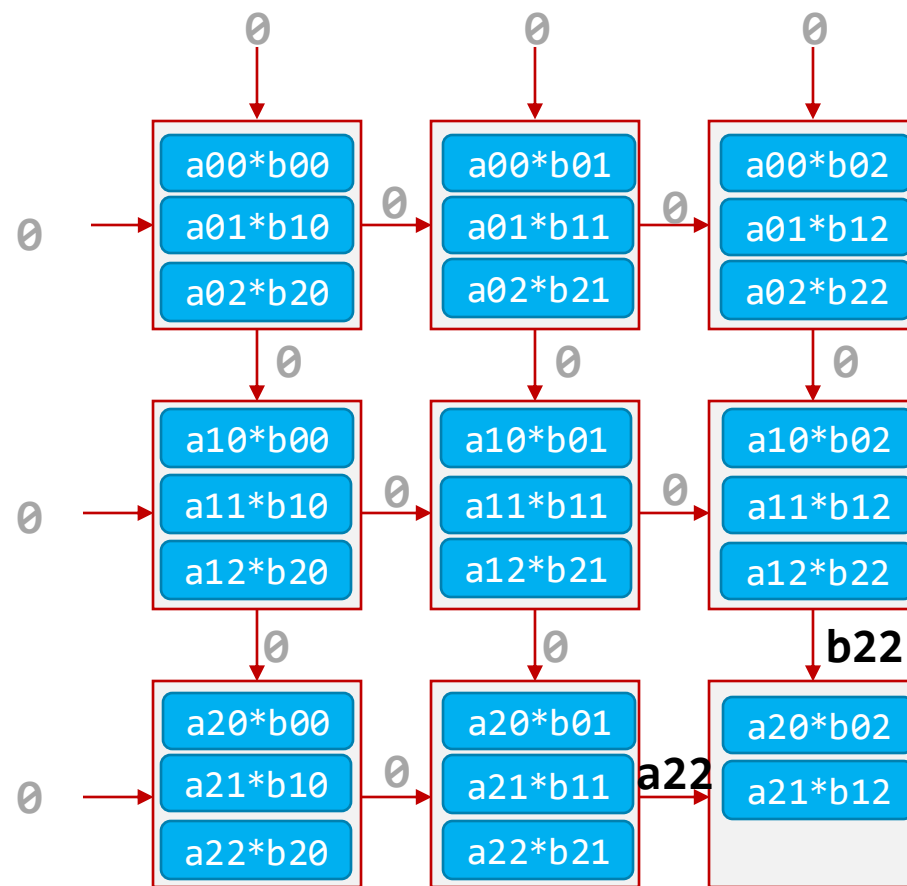 0 0 0
a00*b00 a00*b01 a00*b02
0 a01*b10 0 a01*b11 0 a01*b12
a02*b20 a02*b21 a02*b22
0 0 0
a10*b00 a10*b01 a10*b02
0 a11*b10 0 a11*b11 0 a11*b12
a12*b20 a12*b21 a12*b22
0 0 b22
a20*b00 a20*b01 a20*b02
0 a21*b10 0 a21*b11 a22 a21*b12
a22*b20 a22*b21